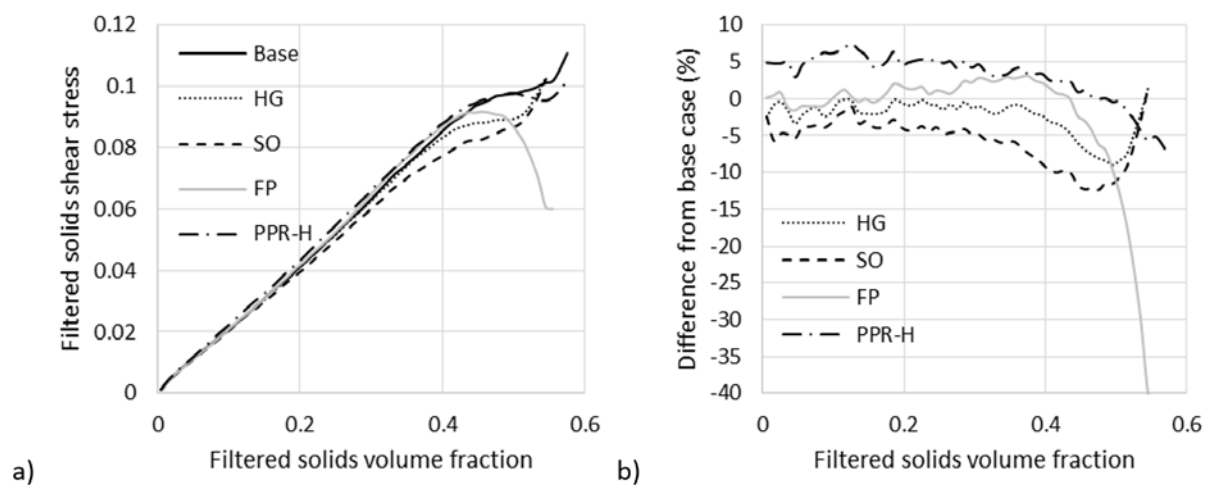 0.12
0.1
0.08
0.06
0.04
0.02
0
Filtered solids shear stress
Base
HG
SO
FP
PPR-H
0
0.2
0.4
0.6
Filtered solids volume fraction
a)
10
5
0
-5
-10
-15
-20
-25
-30
-35
-40
Difference from base case (%)
HG
SO
FP
PPR-H
0
0.2
0.4
0.6
Filtered solids volume fraction
b)